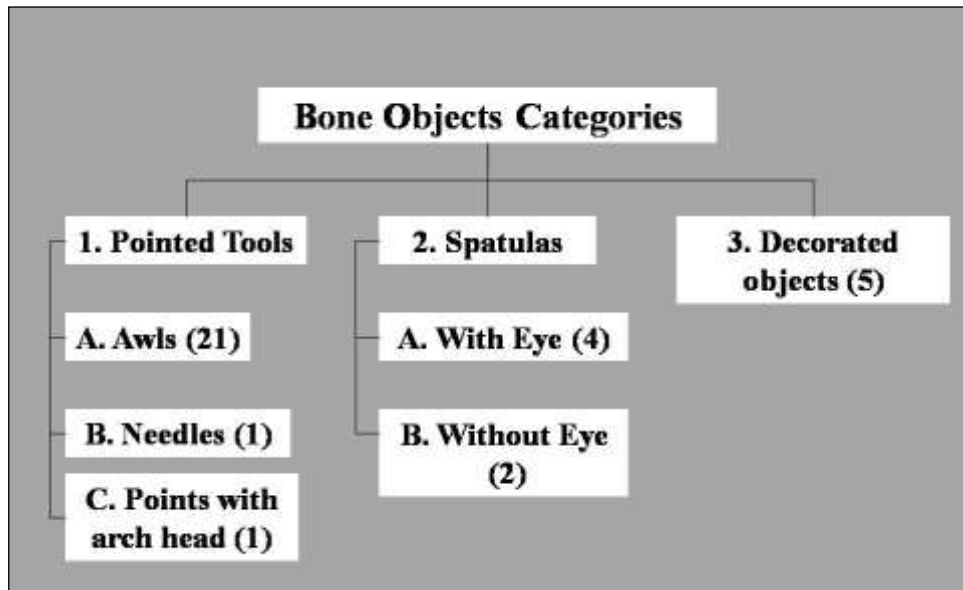 Bone Objects Categories
1. Pointed Tools
A. Awls (21)
B. Needles (1)
C. Points with
arch head (1)
2. Spatulas
A. With Eye (4)
B. Without Eye
(2)
3. Decorated
objects (5)